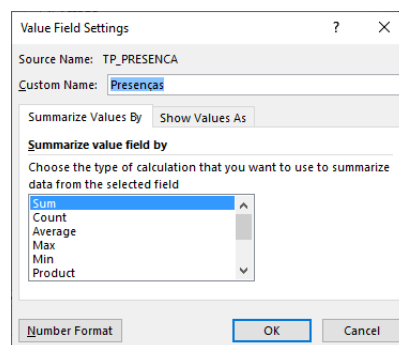 Value Field Settings ? ×
Source Name: TP_PRESENCA
Custom Name: Presenças
Summarize Values By Show Values As
Summarize value field by
Choose the type of calculation that you want to use to summarize
data from the selected field
Sum
Count
Average
Max
Min
Product
Number Format OK Cancel